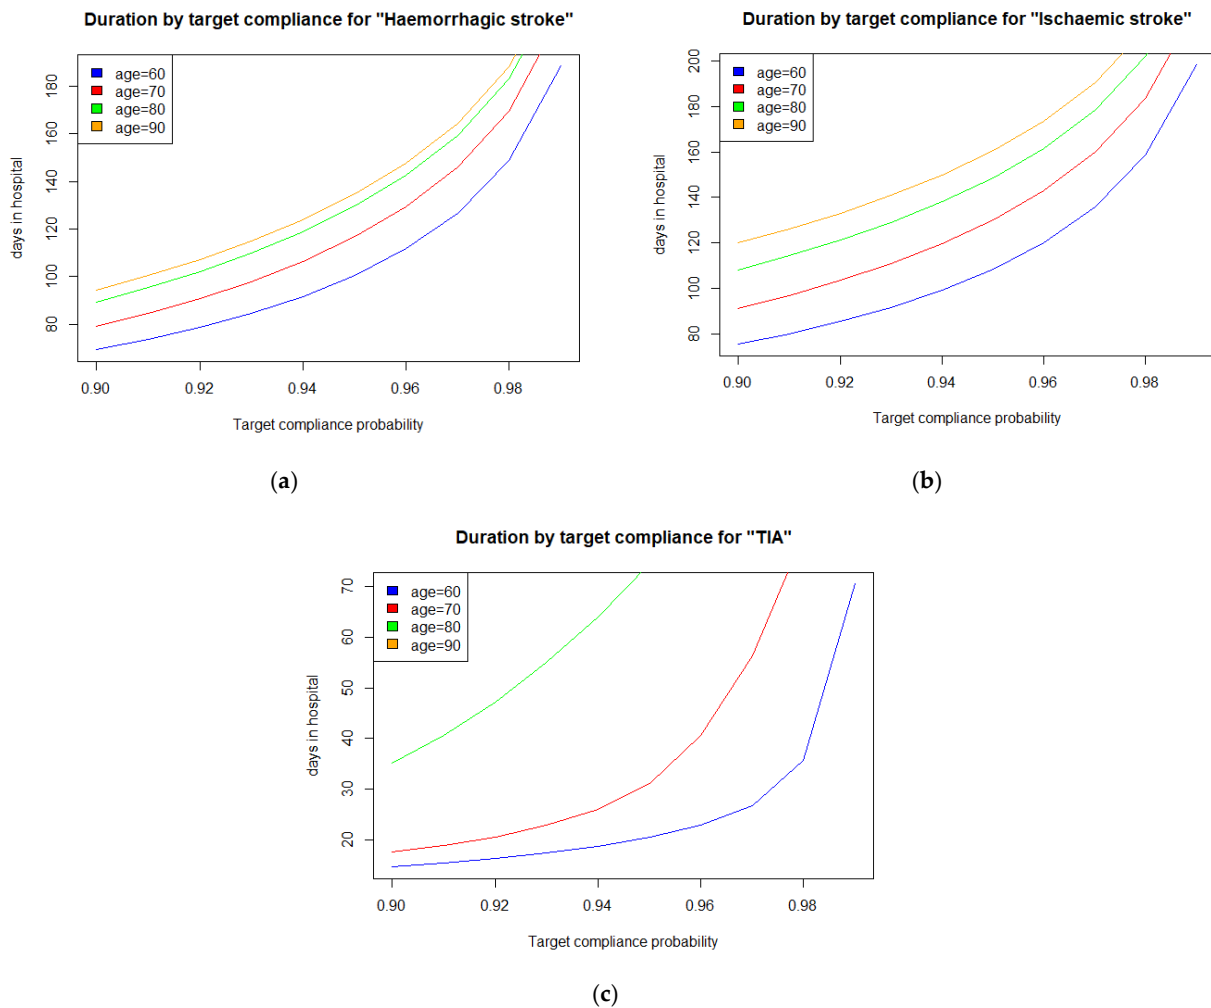 Duration by target compliance for "Haemorrhagic stroke"
age=60
age=70
age=80
age=90
days in hospital
180
160
140
120
100
80
0.90 0.92 0.94 0.96 0.98
Target compliance probability
(a)
Duration by target compliance for "Ischaemic stroke"
age=60
age=70
age=80
age=90
days in hospital
200
180
160
140
120
100
80
0.90 0.92 0.94 0.96 0.98
Target compliance probability
(b)
Duration by target compliance for "TIA"
age=60
age=70
age=80
age=90
days in hospital
70
60
50
40
30
20
0.90 0.92 0.94 0.96 0.98
Target compliance probability
(c)